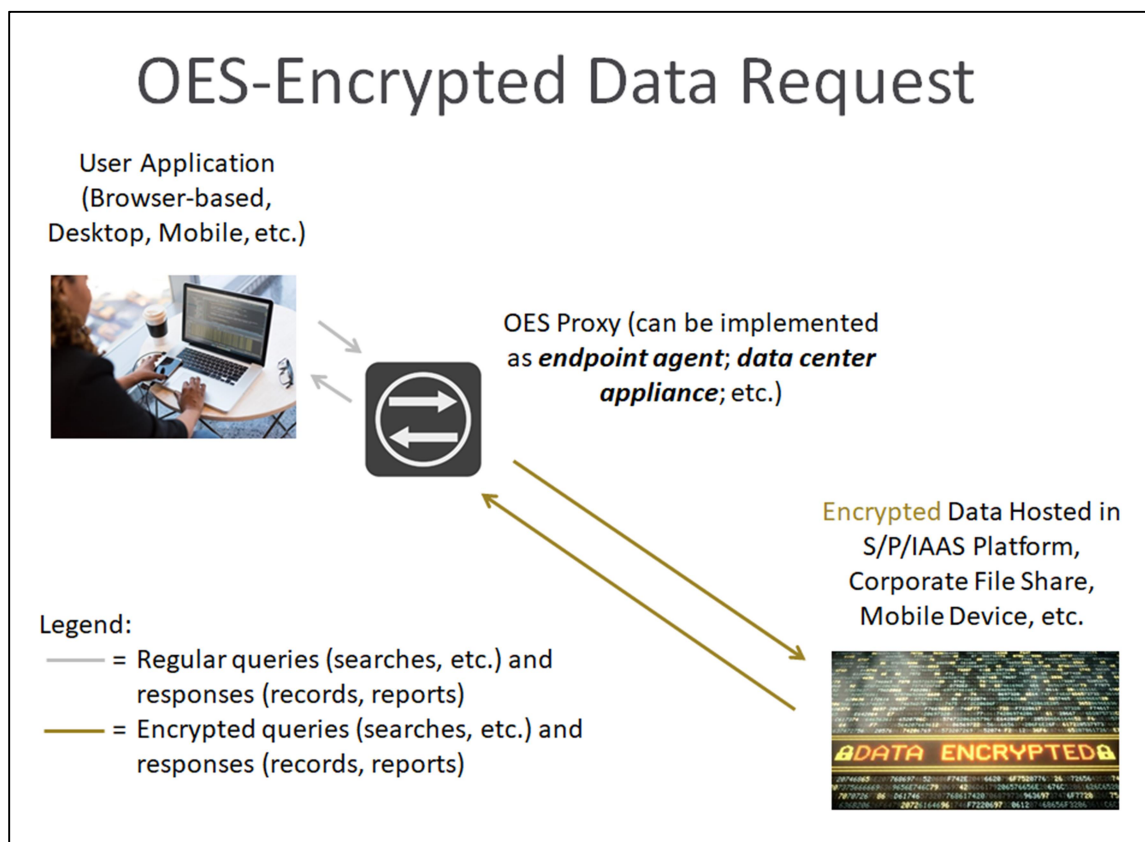 OES-Encrypted Data Request
User Application
(Browser-based,
Desktop, Mobile, etc.)
OES Proxy (can be implemented
as endpoint agent; data center
appliance; etc.)
Encrypted Data Hosted in
S/P/IAAS Platform,
Corporate File Share,
Mobile Device, etc.
Legend:
= Regular queries (searches, etc.) and
responses (records, reports)
= Encrypted queries (searches, etc.) and
responses (records, reports)
DATA ENCRYPTED